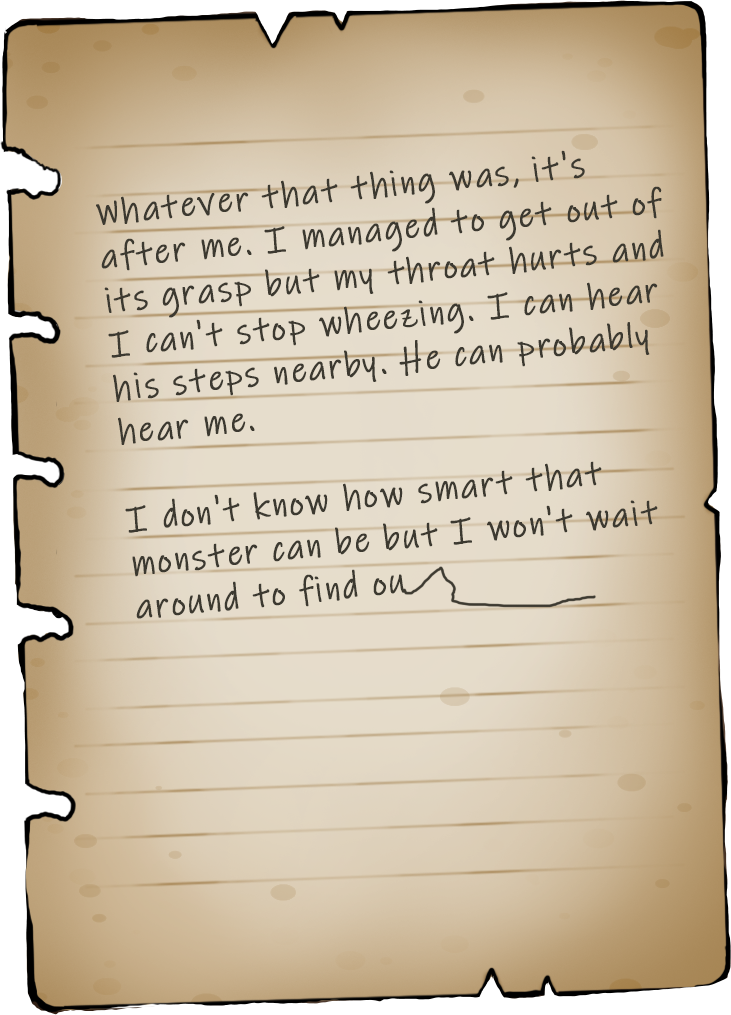 Whatever that thing was, it's
after me. I managed to get out of
its grasp but my throat hurts and
I can't stop wheezing. I can hear
his steps nearby. He can probably
hear me.
I don't know how smart that
monster can be but I won't wait
around to find ou